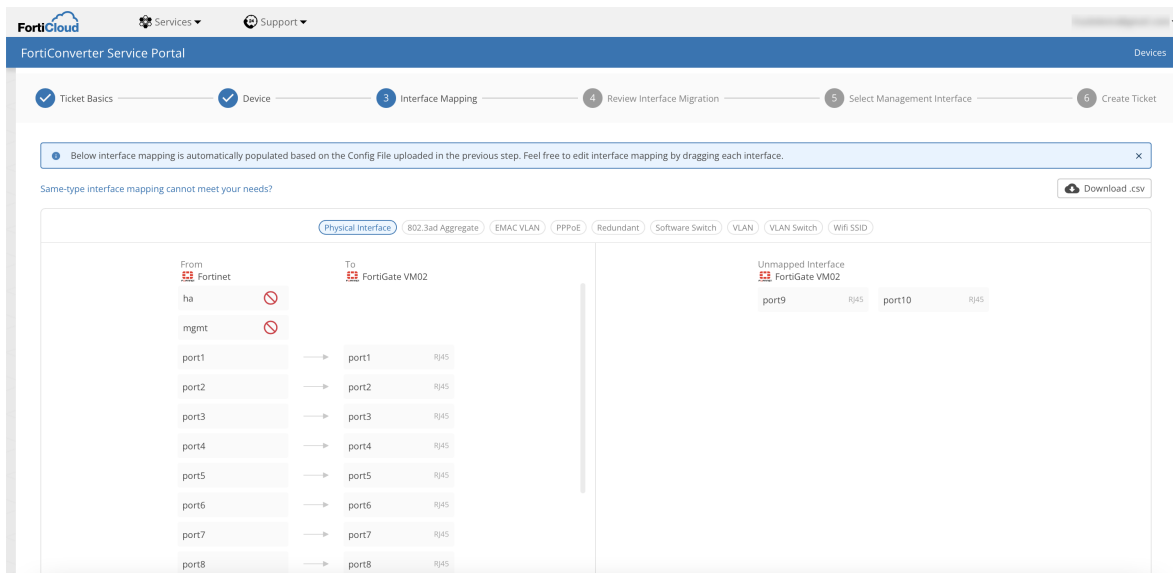 FortiCloud Services Support
FortiConverter Service Portal Devices
Ticket Basics Device 3 Interface Mapping 4 Review Interface Migration 5 Select Management Interface 6 Create Ticket
Below interface mapping is automatically populated based on the Config File uploaded in the previous step. Feel free to edit interface mapping by dragging each interface.
Same-type interface mapping cannot meet your needs? Download .csv
Physical Interface 802.3ad Aggregate EMAC VLAN PPPoE Redundant Software Switch VLAN VLAN Switch Wifi SSID
From To Unmapped Interface
Fortinet FortiGate VM02 FortiGate VM02
ha port9 RJ45 port10 RJ45
mgmt
port1 port1 RJ45
port2 port2 RJ45
port3 port3 RJ45
port4 port4 RJ45
port5 port5 RJ45
port6 port6 RJ45
port7 port7 RJ45
port8 port8 RJ45